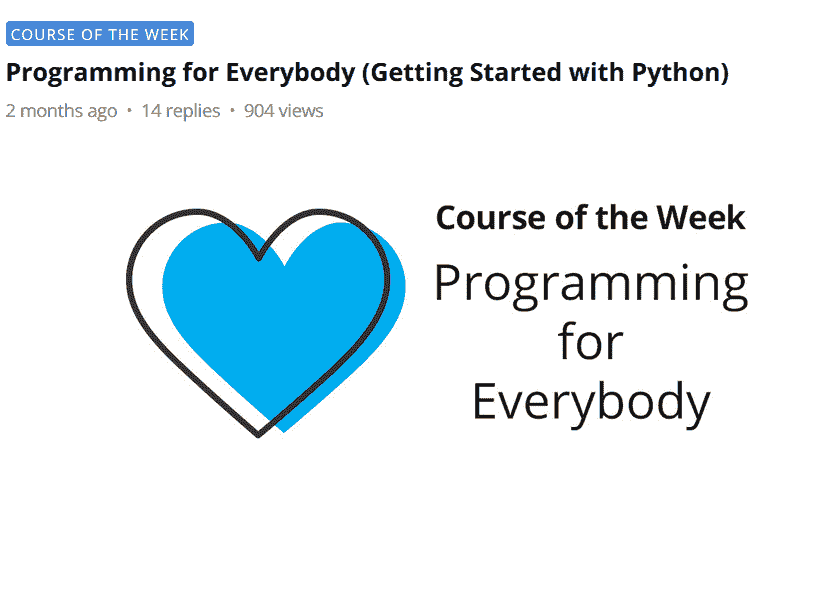 COURSE OF THE WEEK
Programming for Everybody (Getting Started with Python)
2 months ago • 14 replies • 904 views
Course of the Week
Programming
for
Everybody